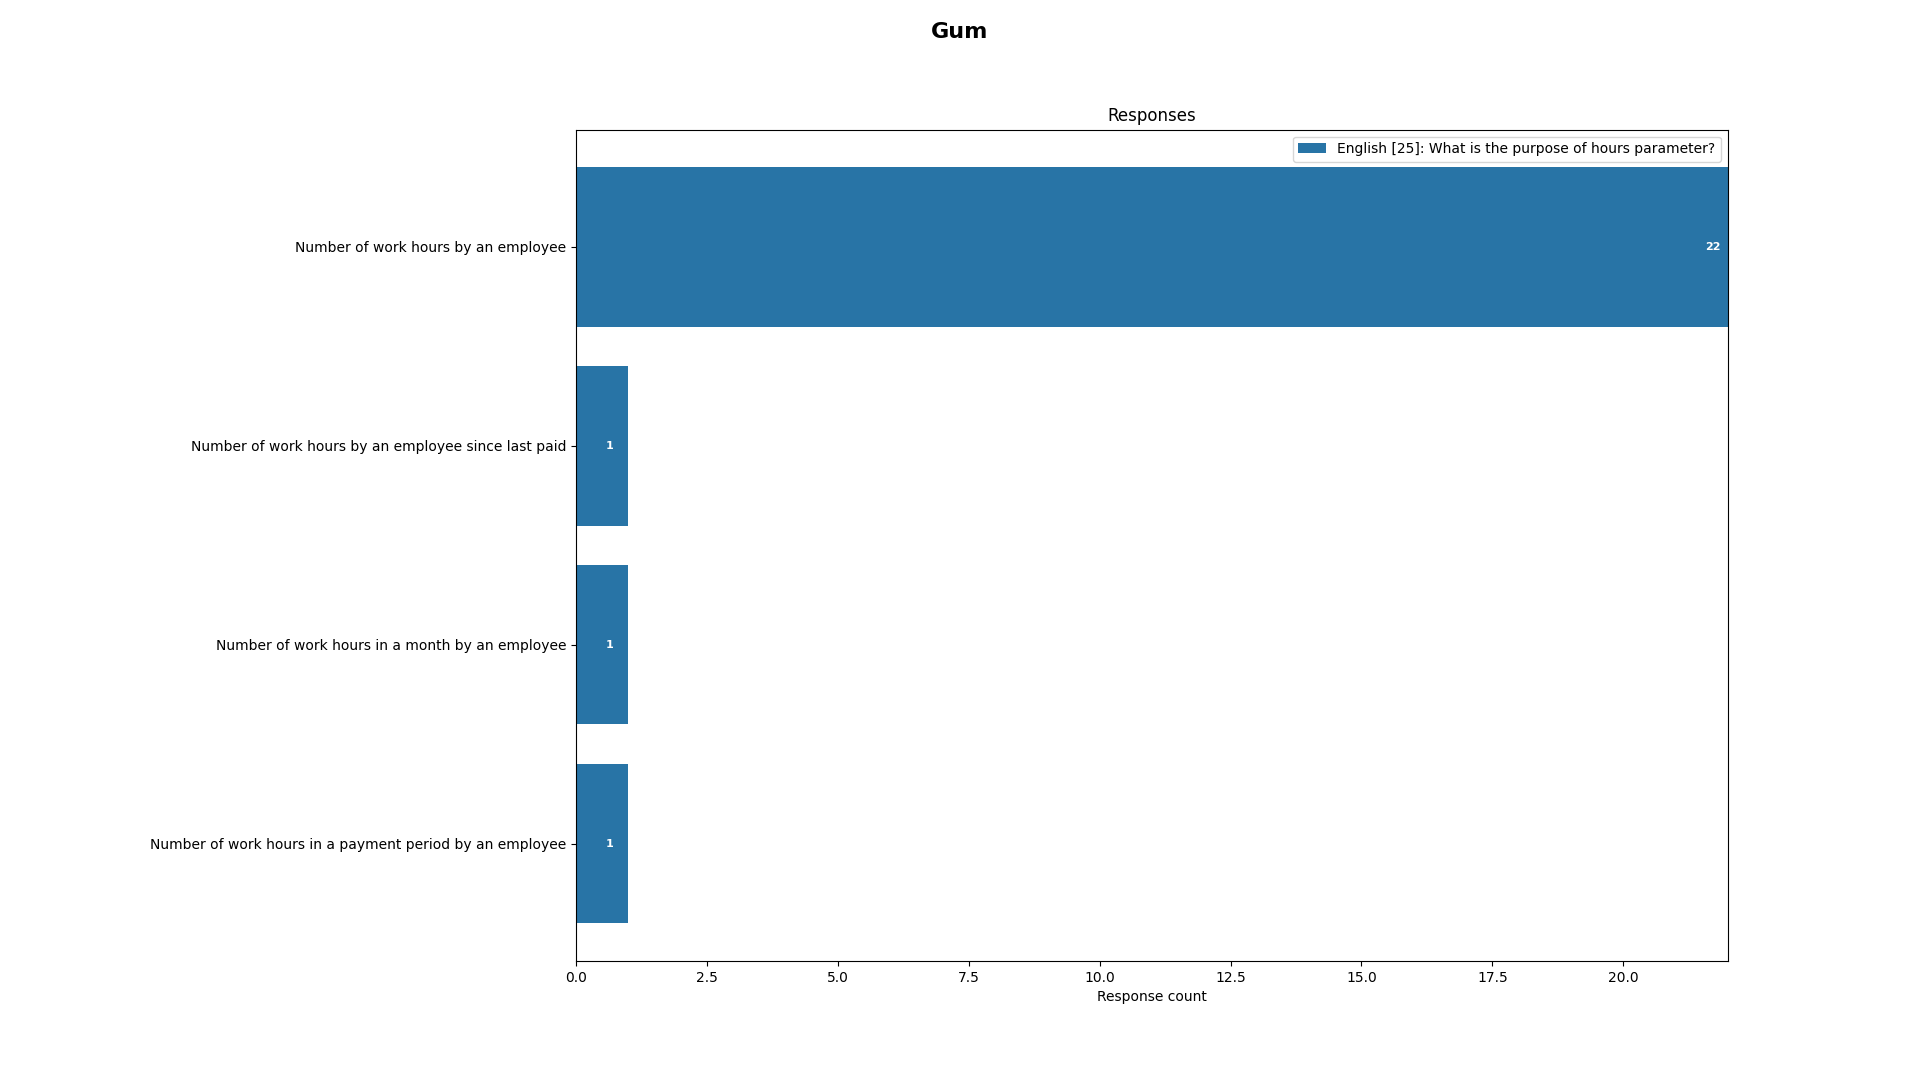 Gum
Responses
English [25]: What is the purpose of hours parameter?
Number of work hours by an employee
22
Number of work hours by an employee since last paid
1
Number of work hours in a month by an employee
1
Number of work hours in a payment period by an employee
1
0.0 2.5 5.0 7.5 10.0 12.5 15.0 17.5 20.0
Response count